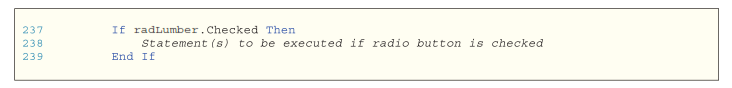 237 If radLumber.Checked Then
238 Statement(s) to be executed if radio button is checked
239 End If